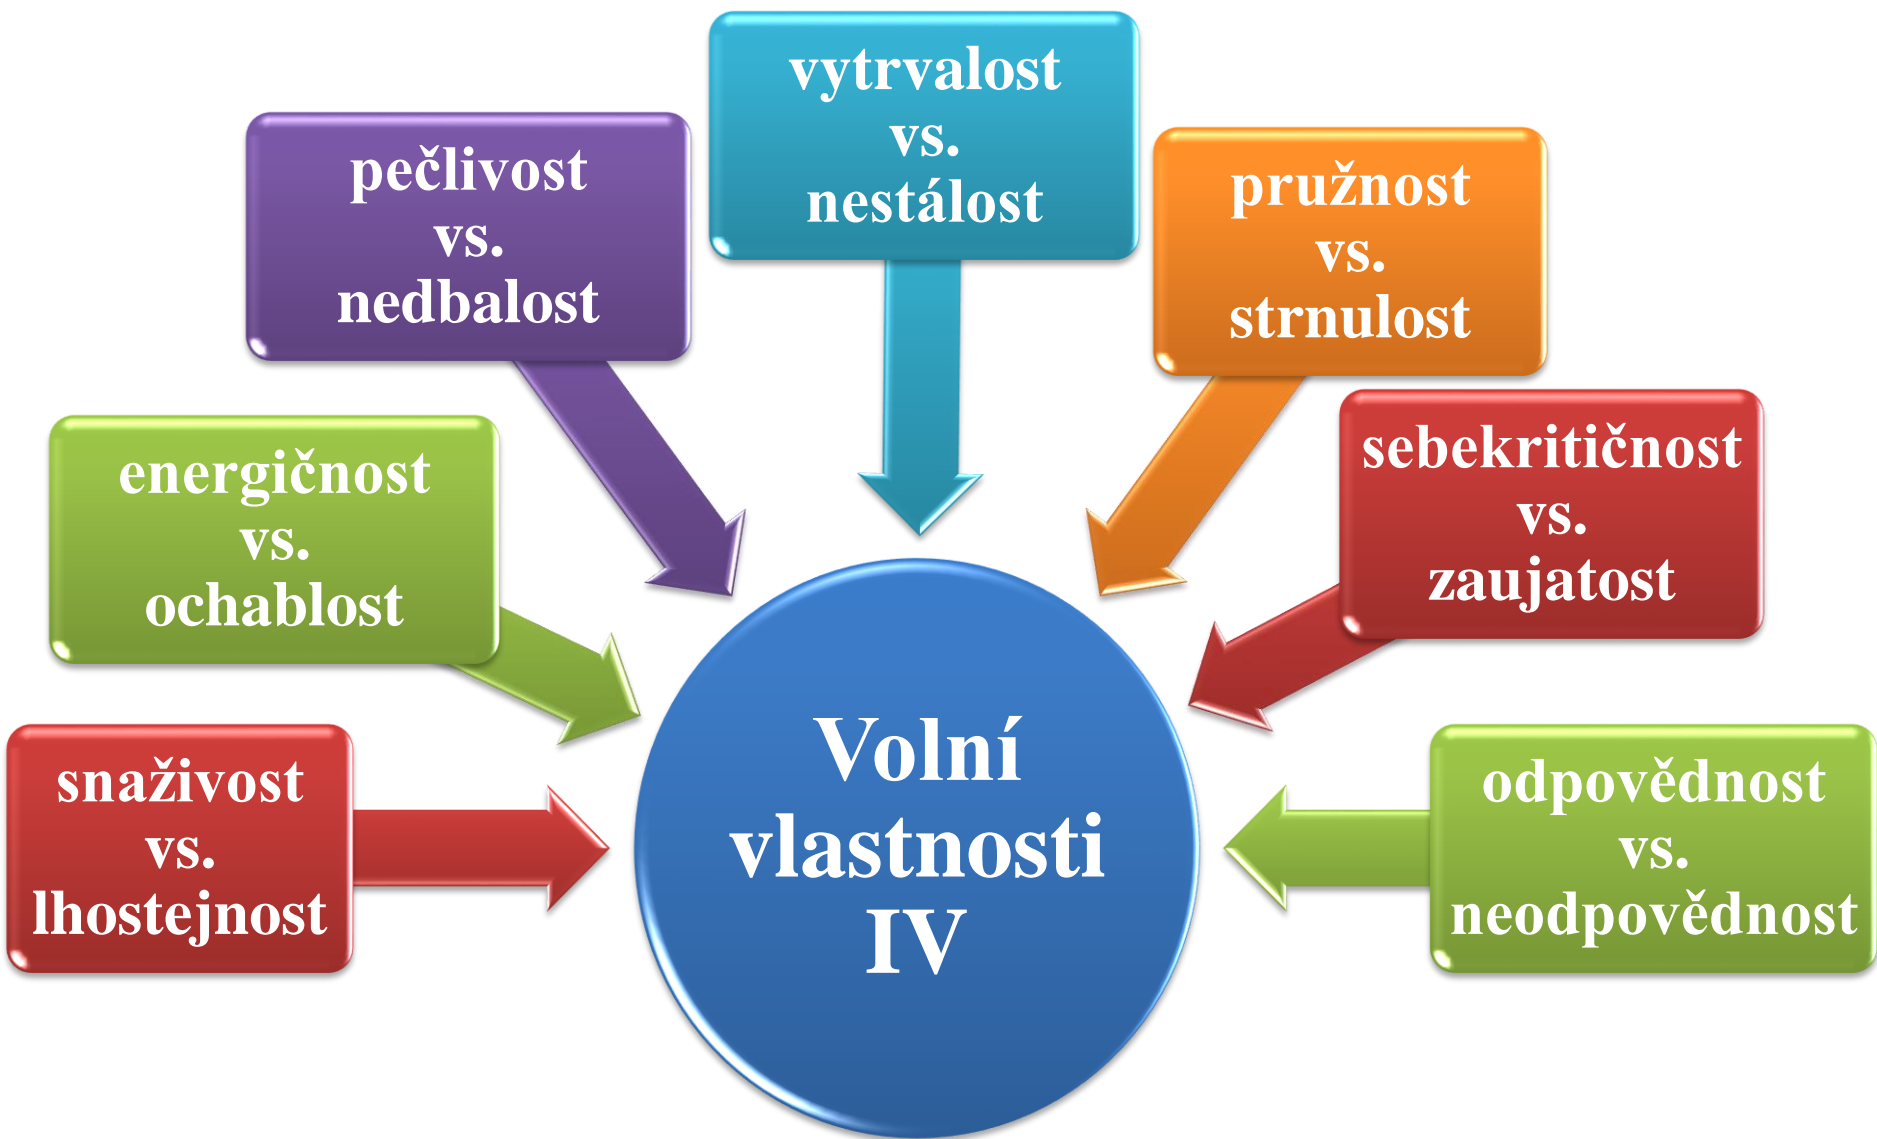 vytrvalost
vs.
nestálost
pečlivost
vs.
nedbalost
pružnost
vs.
strnulost
energičnost
vs.
ochablost
sebekritičnost
vs.
zaujatost
snaživost
vs.
lhostejnost
Volní
vlastnosti
IV
odpovědnost
vs.
neodpovědnost